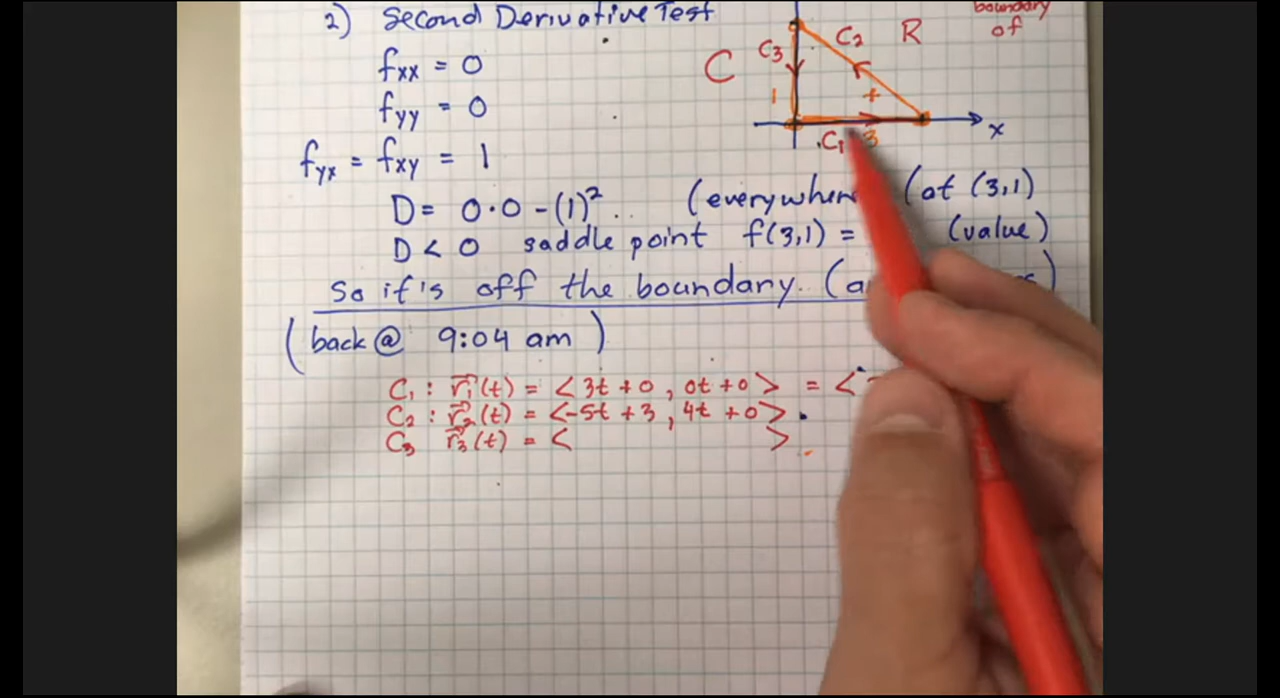 2) Second Derivative Test
boundary
of
fxx = 0
C3
C2
R
C
fyy = 0
1
+
x
fyx = fxy = 1
C1
3
D = 0·0 - (1)² .. (everywhere (at (3,1)
D < 0 saddle point f(3,1) = (value)
So it's off the boundary. (
(back @ 9:04 am )
C1 : r1(t) = < 3t + 0 , 0t + 0 > = <
C2 : r2(t) = <-5t + 3 , 4t + 0 >
C3 r3(t) = < >